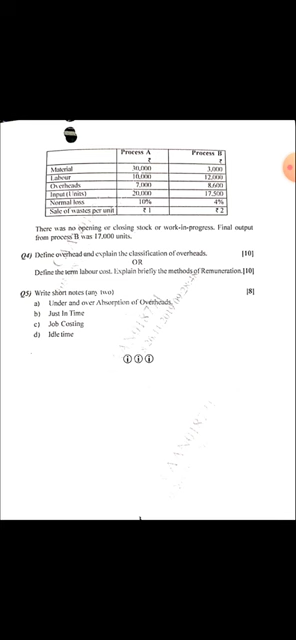 Process A Process B
₹ ₹
Material 30,000 3,000
Labour 10,000 12,000
Overheads 7,000 8,600
Input (Units) 20,000 17,500
Normal loss 10% 4%
Sale of wastes per unit ₹ 1 ₹ 2
There was no opening or closing stock or work-in-progress. Final output
from process B was 17,000 units.
Q4) Define overhead and explain the classification of overheads. [10]
OR
Define the term labour cost. Explain briefly the methods of Remuneration. [10]
Q5) Write short notes (any two) [8]
a) Under and over Absorption of Overheads.
b) Just In Time
c) Job Costing
d) Idle time